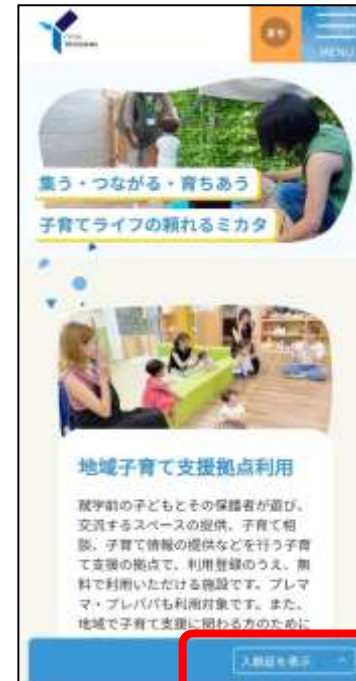 MENU
集う・つながる・育ちあう
子育てライフの頼れるミカタ
地域子育て支援拠点利用
就学前の子どもとその保護者が遊び、
交流するスペースの提供、子育て相
談、子育て情報の提供などを行う子育
て支援の拠点で、利用登録のうえ、無
料で利用いただける施設です。プレマ
マ・プレパパも利用対象です。また、
地域で子育て支援に関わる方のために
入館証を表示